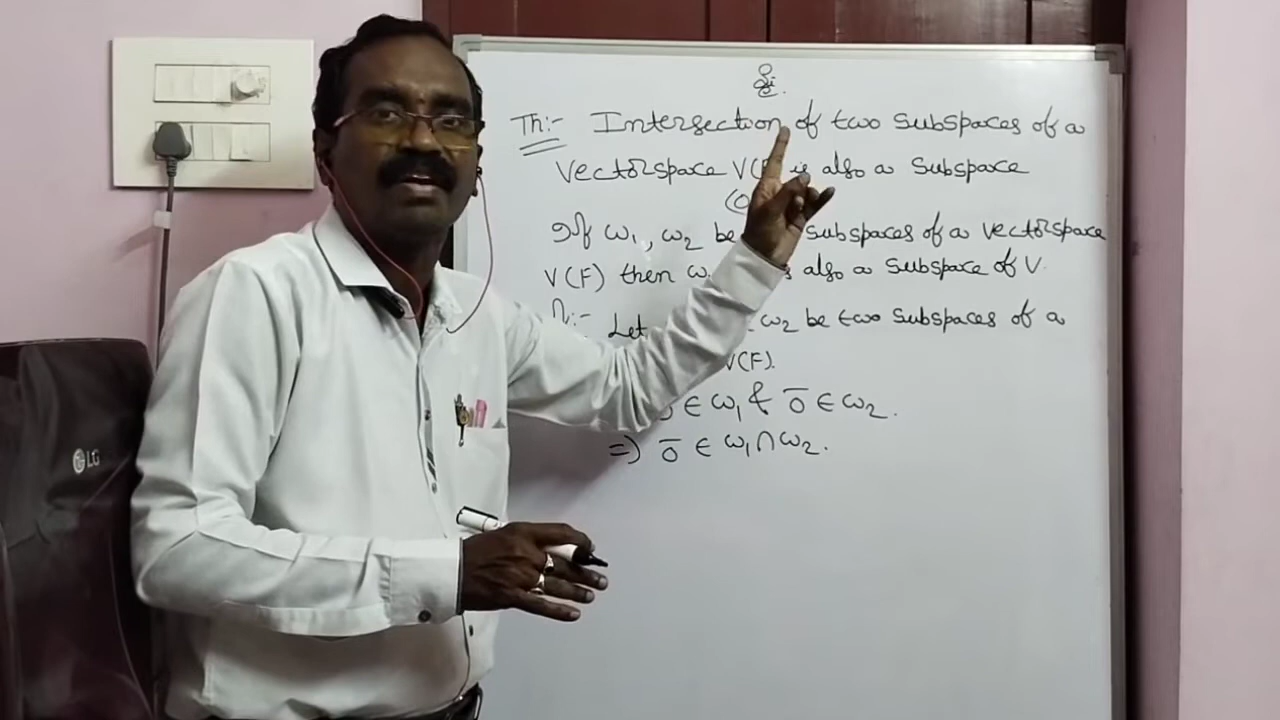 Th:- Intersection of two subspaces of a
vectorspace V(F) is also a subspace
If ω₁, ω₂ be subspaces of a vectorspace
V(F) then ω also a subspace of V.
Let ω₂ be two subspaces of a
V(F).
∈ ω₁ & ō ∈ ω₂.
=) ō ∈ ω₁ ∩ ω₂.
LG